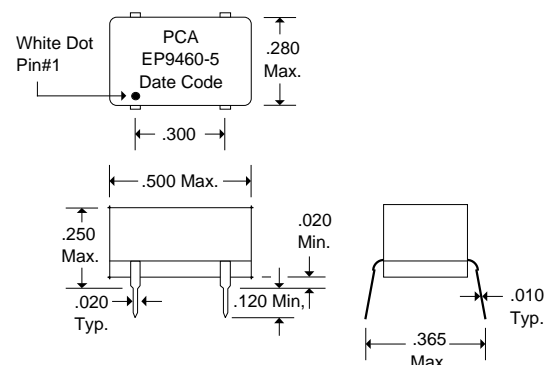 White Dot
Pin#1
PCA
EP9460-5
Date Code
.280
Max.
.300
.500 Max.
.250
Max.
.020
Min.
.020
Typ.
.120 Min,
.010
Typ.
.365
Max